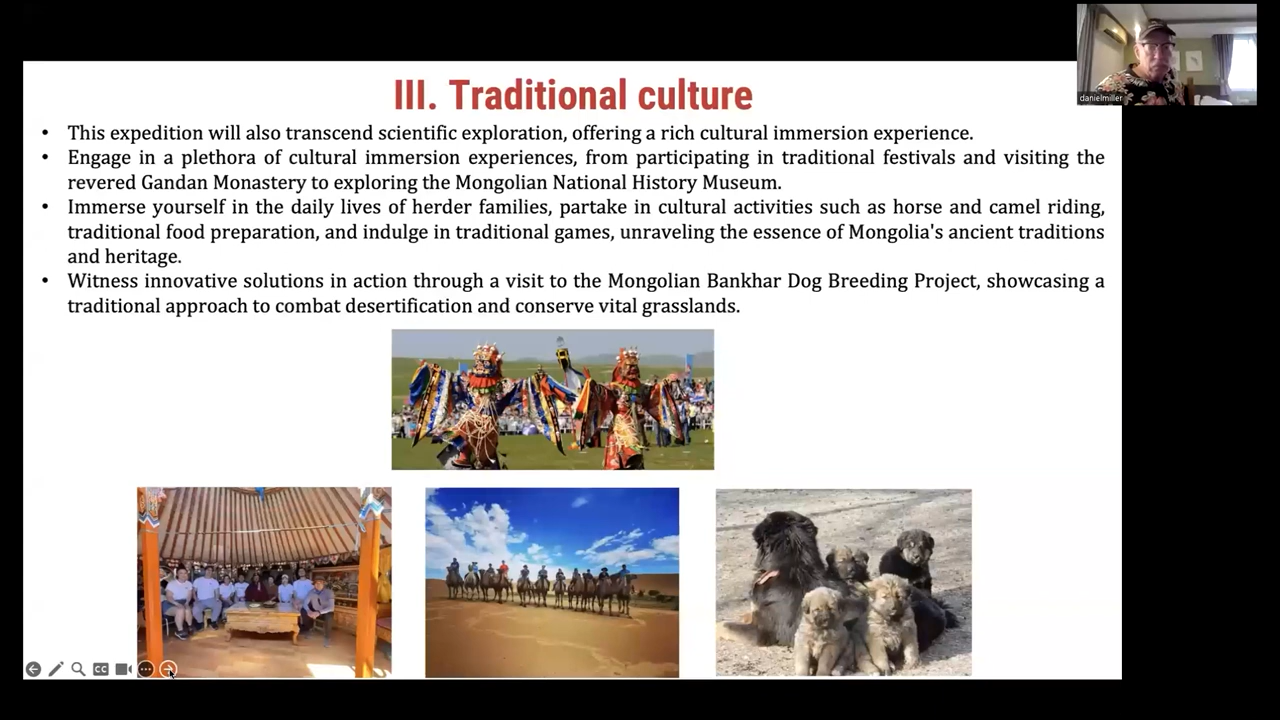 III. Traditional culture
• This expedition will also transcend scientific exploration, offering a rich cultural immersion experience.
• Engage in a plethora of cultural immersion experiences, from participating in traditional festivals and visiting the
revered Gandan Monastery to exploring the Mongolian National History Museum.
• Immerse yourself in the daily lives of herder families, partake in cultural activities such as horse and camel riding,
traditional food preparation, and indulge in traditional games, unraveling the essence of Mongolia's ancient traditions
and heritage.
• Witness innovative solutions in action through a visit to the Mongolian Bankhar Dog Breeding Project, showcasing a
traditional approach to combat desertification and conserve vital grasslands.
danielmiller
CC